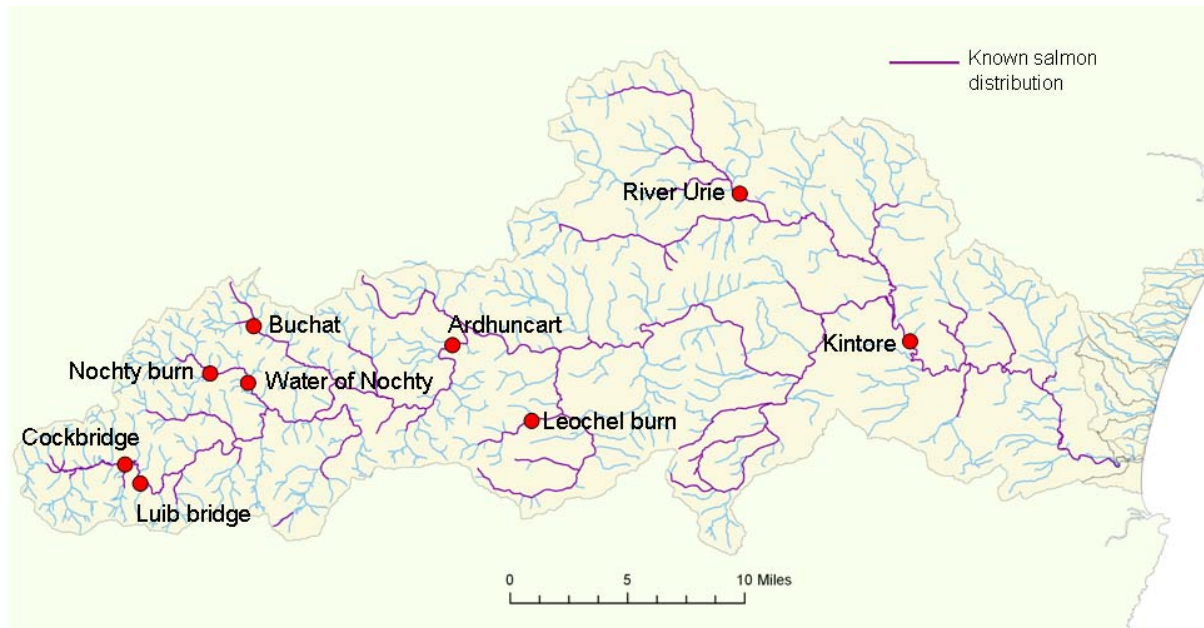 Known salmon
distribution
River Urie
Buchat
Ardhuncart
Kintore
Nochty burn
Water of Nochty
Leochel burn
Cockbridge
Luib bridge
0 5 10 Miles